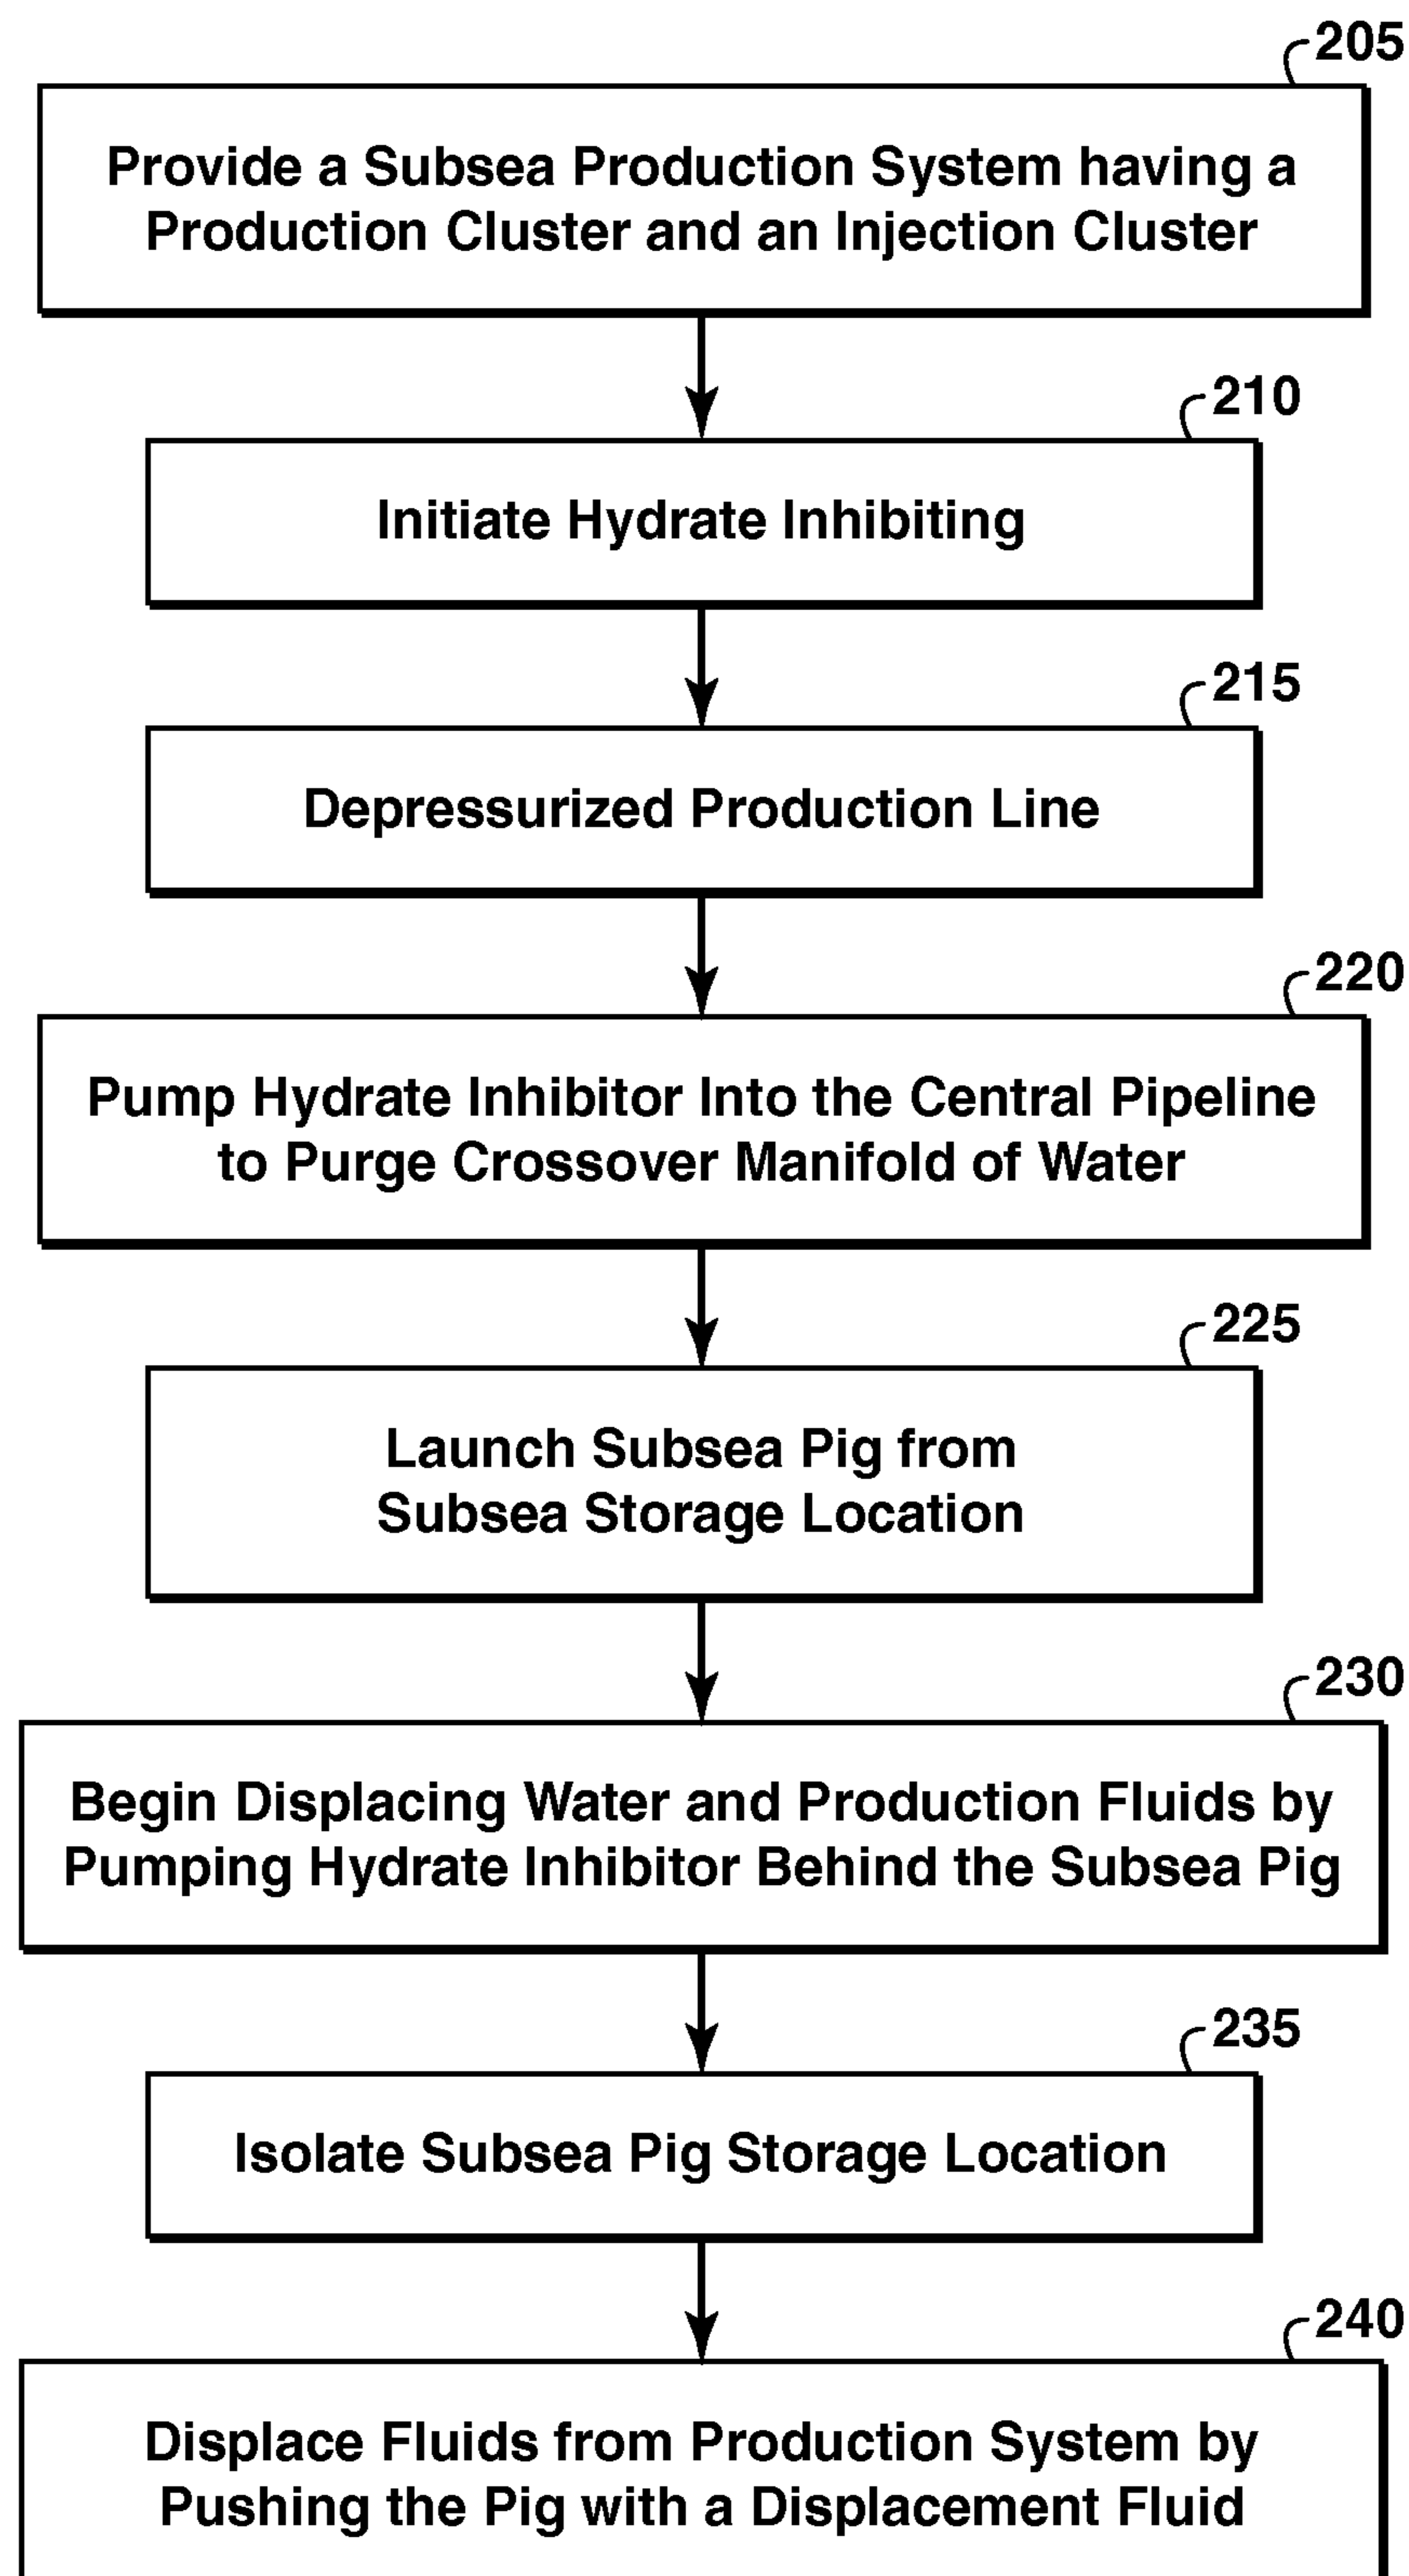 205
Provide a Subsea Production System having a
Production Cluster and an Injection Cluster
210
Initiate Hydrate Inhibiting
215
Depressurized Production Line
220
Pump Hydrate Inhibitor Into the Central Pipeline
to Purge Crossover Manifold of Water
225
Launch Subsea Pig from
Subsea Storage Location
230
Begin Displacing Water and Production Fluids by
Pumping Hydrate Inhibitor Behind the Subsea Pig
235
Isolate Subsea Pig Storage Location
240
Displace Fluids from Production System by
Pushing the Pig with a Displacement Fluid